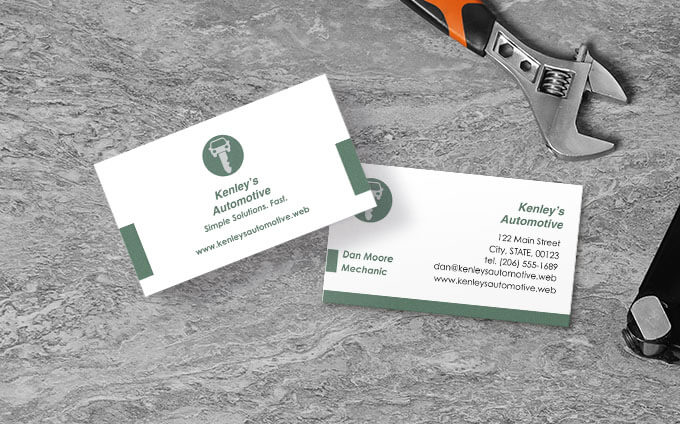 Kenley's
Automotive
Simple Solutions. Fast.
www.kenleysautomotive.web
Kenley's
Automotive
122 Main Street
City, STATE, 00123
tel. (206) 555-1689
dan@kenleysautomotive.web
www.kenleysautomotive.web
Dan Moore
Mechanic